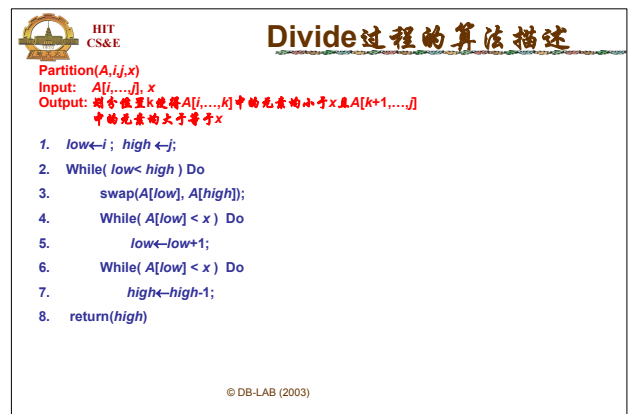 HIT
CS&E
Divide过程的算法描述
Partition(A,i,j,x)
Input: A[i,…,j], x
Output: 划分位置k使得A[i,…,k]中的元素均小于x且A[k+1,…,j]
中的元素均大于等于x
1. low←i ; high ←j;
2. While( low< high ) Do
3. swap(A[low], A[high]);
4. While( A[low] < x ) Do
5. low←low+1;
6. While( A[low] < x ) Do
7. high←high-1;
8. return(high)
© DB-LAB (2003)